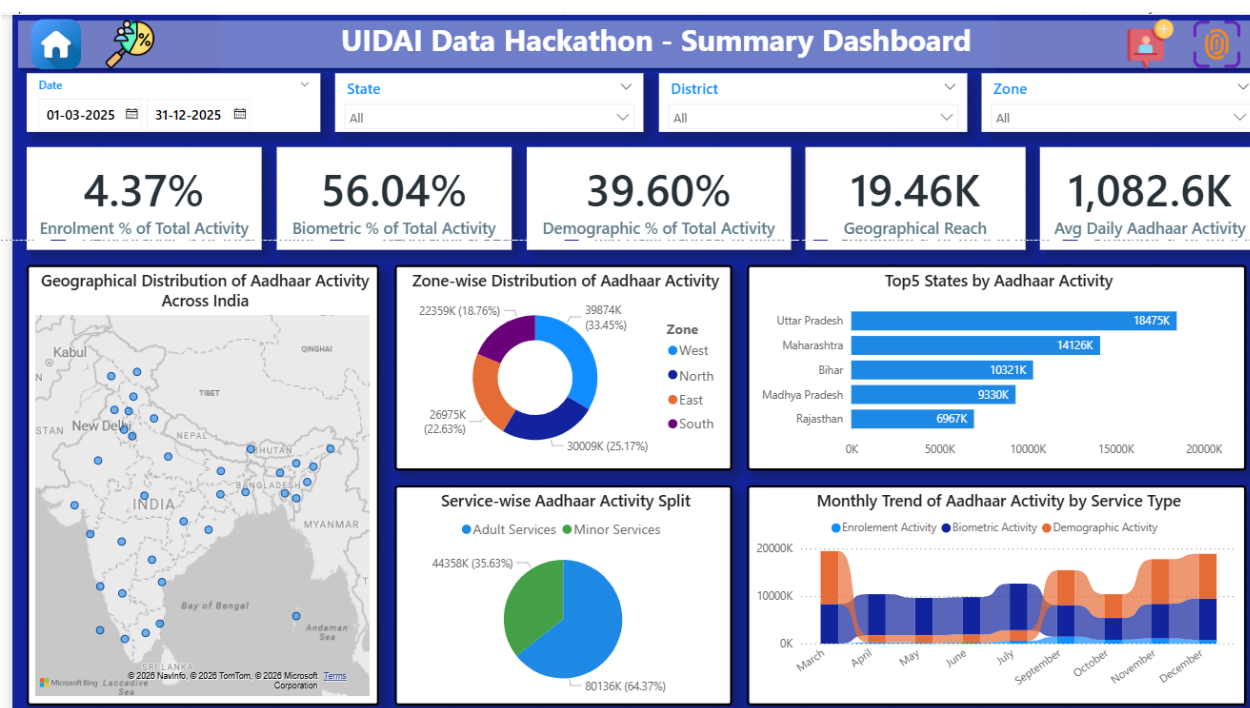 UIDAI Data Hackathon - Summary Dashboard
Date
01-03-2025 31-12-2025
State
All
District
All
Zone
All
4.37%
Enrolment % of Total Activity
56.04%
Biometric % of Total Activity
39.60%
Demographic % of Total Activity
19.46K
Geographical Reach
1,082.6K
Avg Daily Aadhaar Activity
Geographical Distribution of Aadhaar Activity
Across India
Kabul
QINGHAI
TIBET
STAN
New Delhi
NEPAL
BHUTAN
BANGLADESH
INDIA
MYANMAR
Bay of Bengal
Andaman
Sea
SRI LANKA
Laccadive
Sea
Microsoft Bing
© 2026 NavInfo, © 2026 TomTom, © 2026 Microsoft Corporation
Terms
Zone-wise Distribution of Aadhaar Activity
22359K (18.76%)
39874K
(33.45%)
26975K
(22.63%)
30009K (25.17%)
Zone
West
North
East
South
Top5 States by Aadhaar Activity
Uttar Pradesh 18475K
Maharashtra 14126K
Bihar 10321K
Madhya Pradesh 9330K
Rajasthan 6967K
0K 5000K 10000K 15000K 20000K
Service-wise Aadhaar Activity Split
Adult Services Minor Services
44358K (35.63%)
80136K (64.37%)
Monthly Trend of Aadhaar Activity by Service Type
Enrolement Activity Biometric Activity Demographic Activity
20000K
10000K
0K
March April May June July September October November December